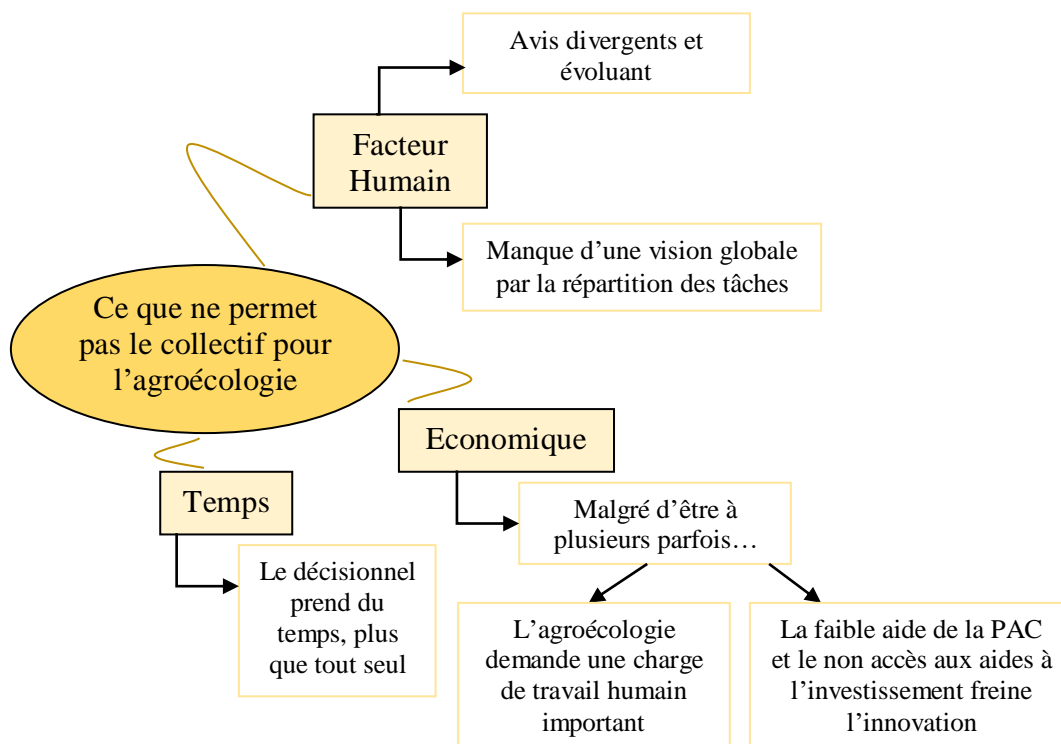 Avis divergents et
évoluant
Facteur
Humain
Manque d’une vision globale
par la répartition des tâches
Ce que ne permet
pas le collectif pour
l’agroécologie
Economique
Temps
Malgré d’être à
plusieurs parfois…
Le décisionnel
prend du
temps, plus
que tout seul
L’agroécologie
demande une charge
de travail humain
important
La faible aide de la PAC
et le non accès aux aides à
l’investissement freine
l’innovation